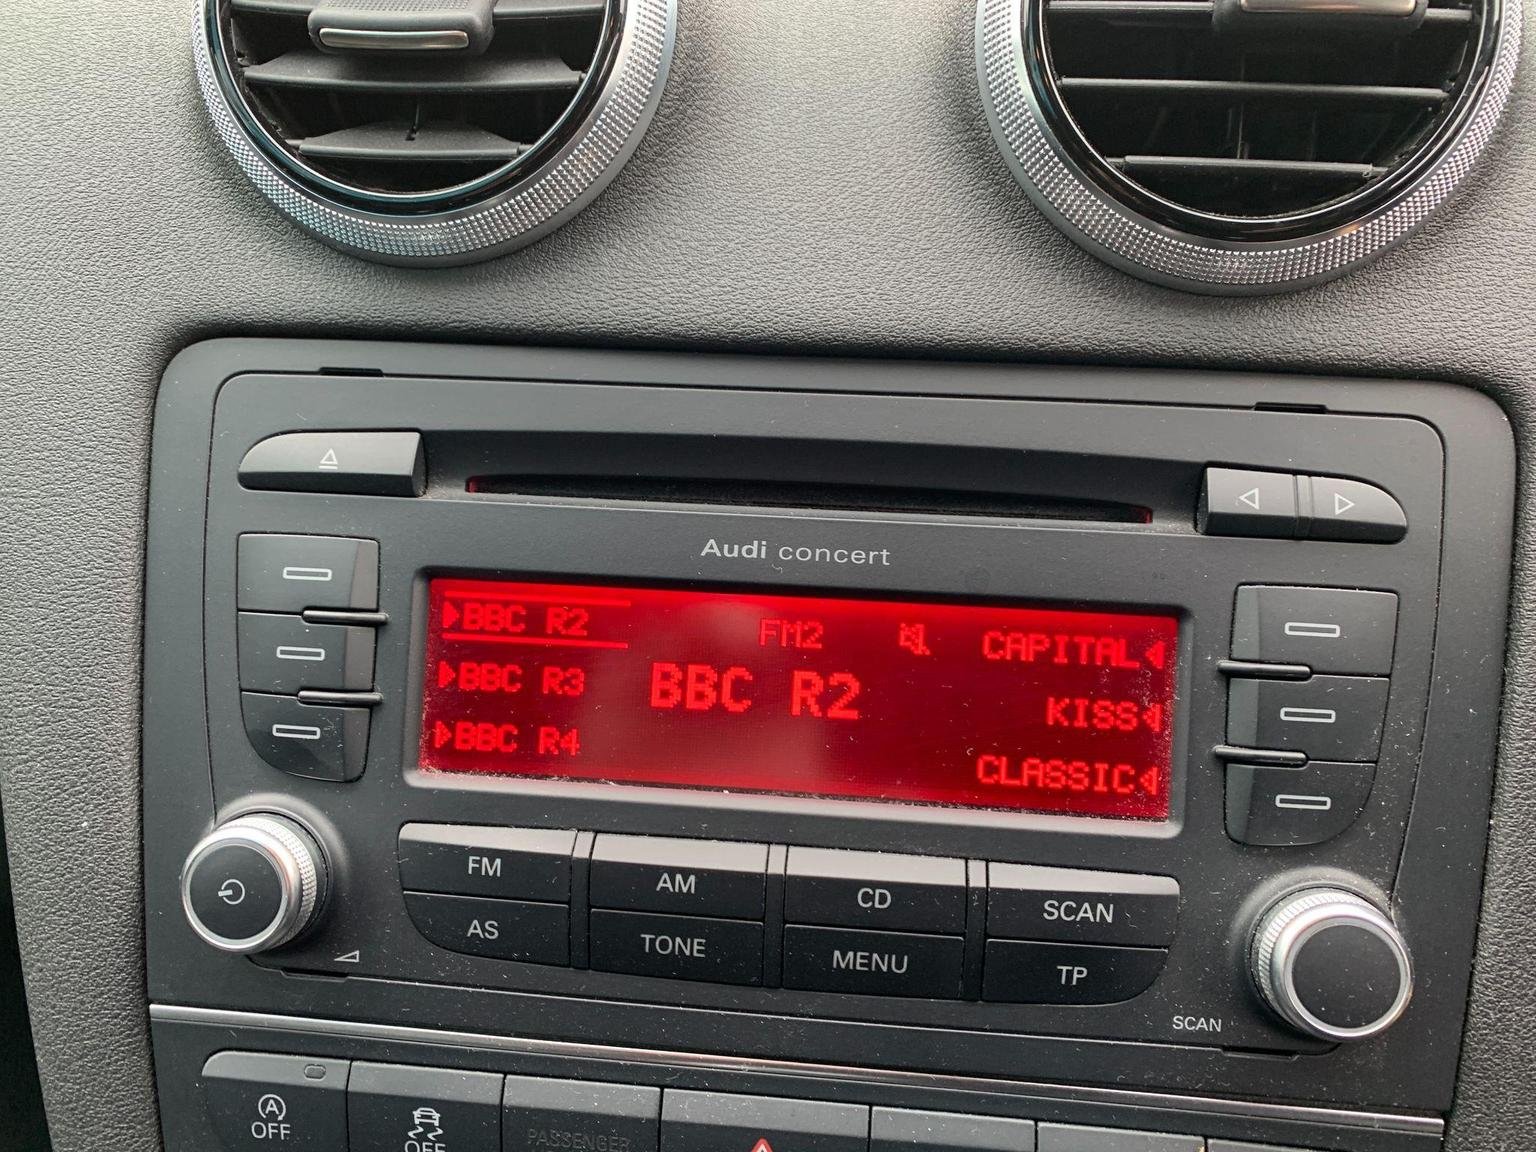 Audi concert
BBC R2
FM2
CAPITAL
BBC R3
BBC R2
KISS
BBC R4
CLASSIC
FM
AM
CD
SCAN
AS
TONE
MENU
TP
SCAN
A
OFF
OFF
PASSENGER